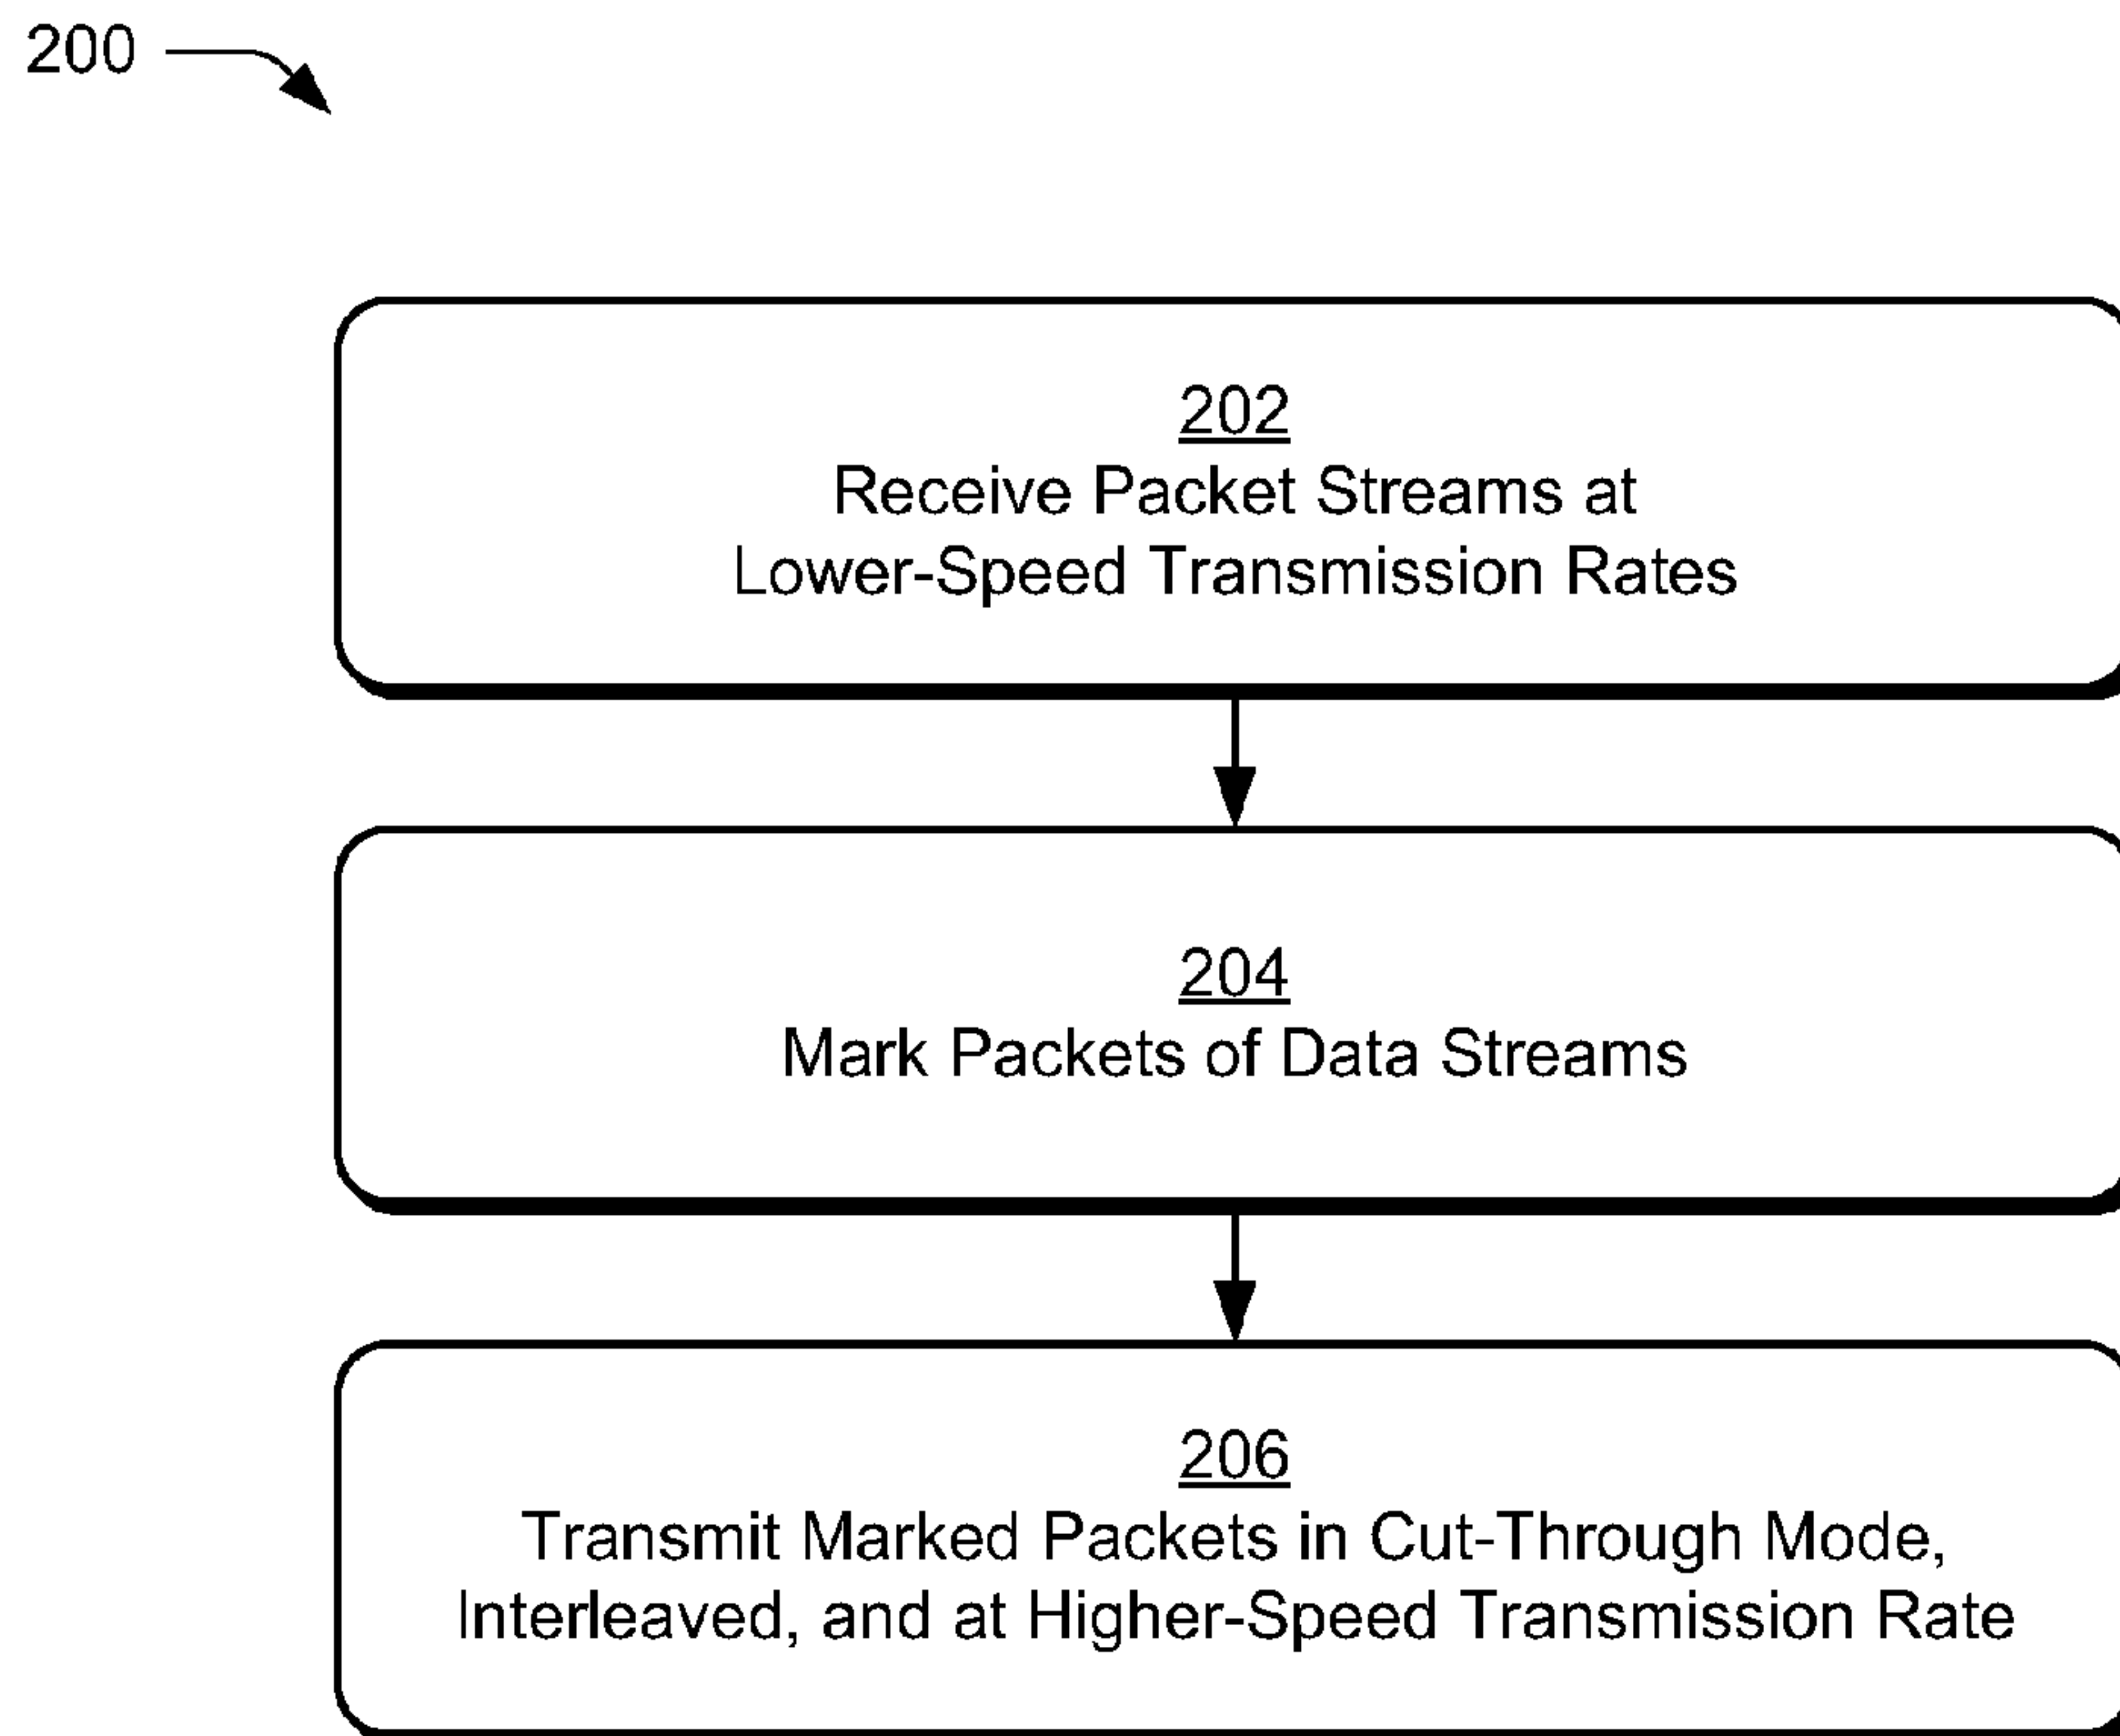 200
202
Receive Packet Streams at
Lower-Speed Transmission Rates
204
Mark Packets of Data Streams
206
Transmit Marked Packets in Cut-Through Mode,
Interleaved, and at Higher-Speed Transmission Rate